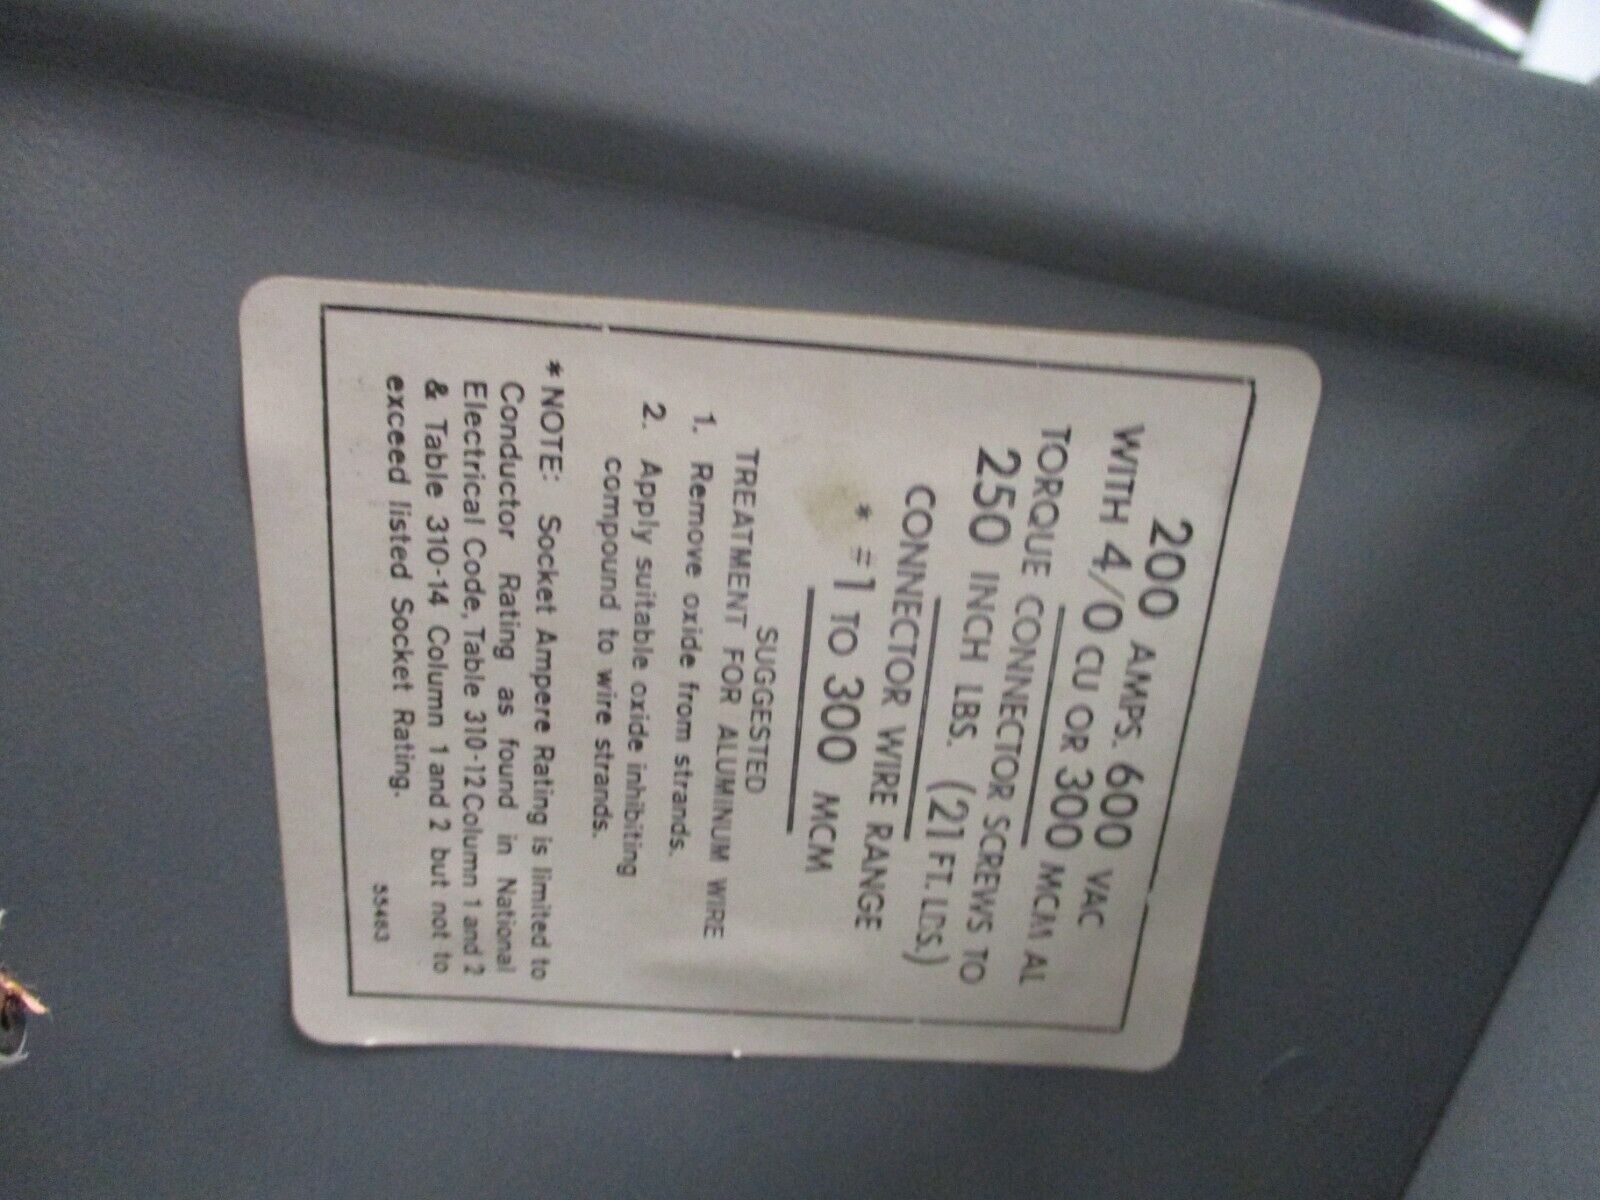 200 AMPS. 600 VAC
WITH 4/0 CU OR 300 MCM AL
TORQUE CONNECTOR SCREWS TO
250 INCH LBS. (21 FT. LBS.)
CONNECTOR WIRE RANGE
* #1 TO 300 MCM
SUGGESTED
TREATMENT FOR ALUMINUM WIRE
1. Remove oxide from strands.
2. Apply suitable oxide inhibiting
compound to wire strands.
* NOTE: Socket Ampere Rating is limited to
Conductor Rating as found in National
Electrical Code, Table 310-12 Column 1 and 2
& Table 310-14 Column 1 and 2 but not to
exceed listed Socket Rating.
55463